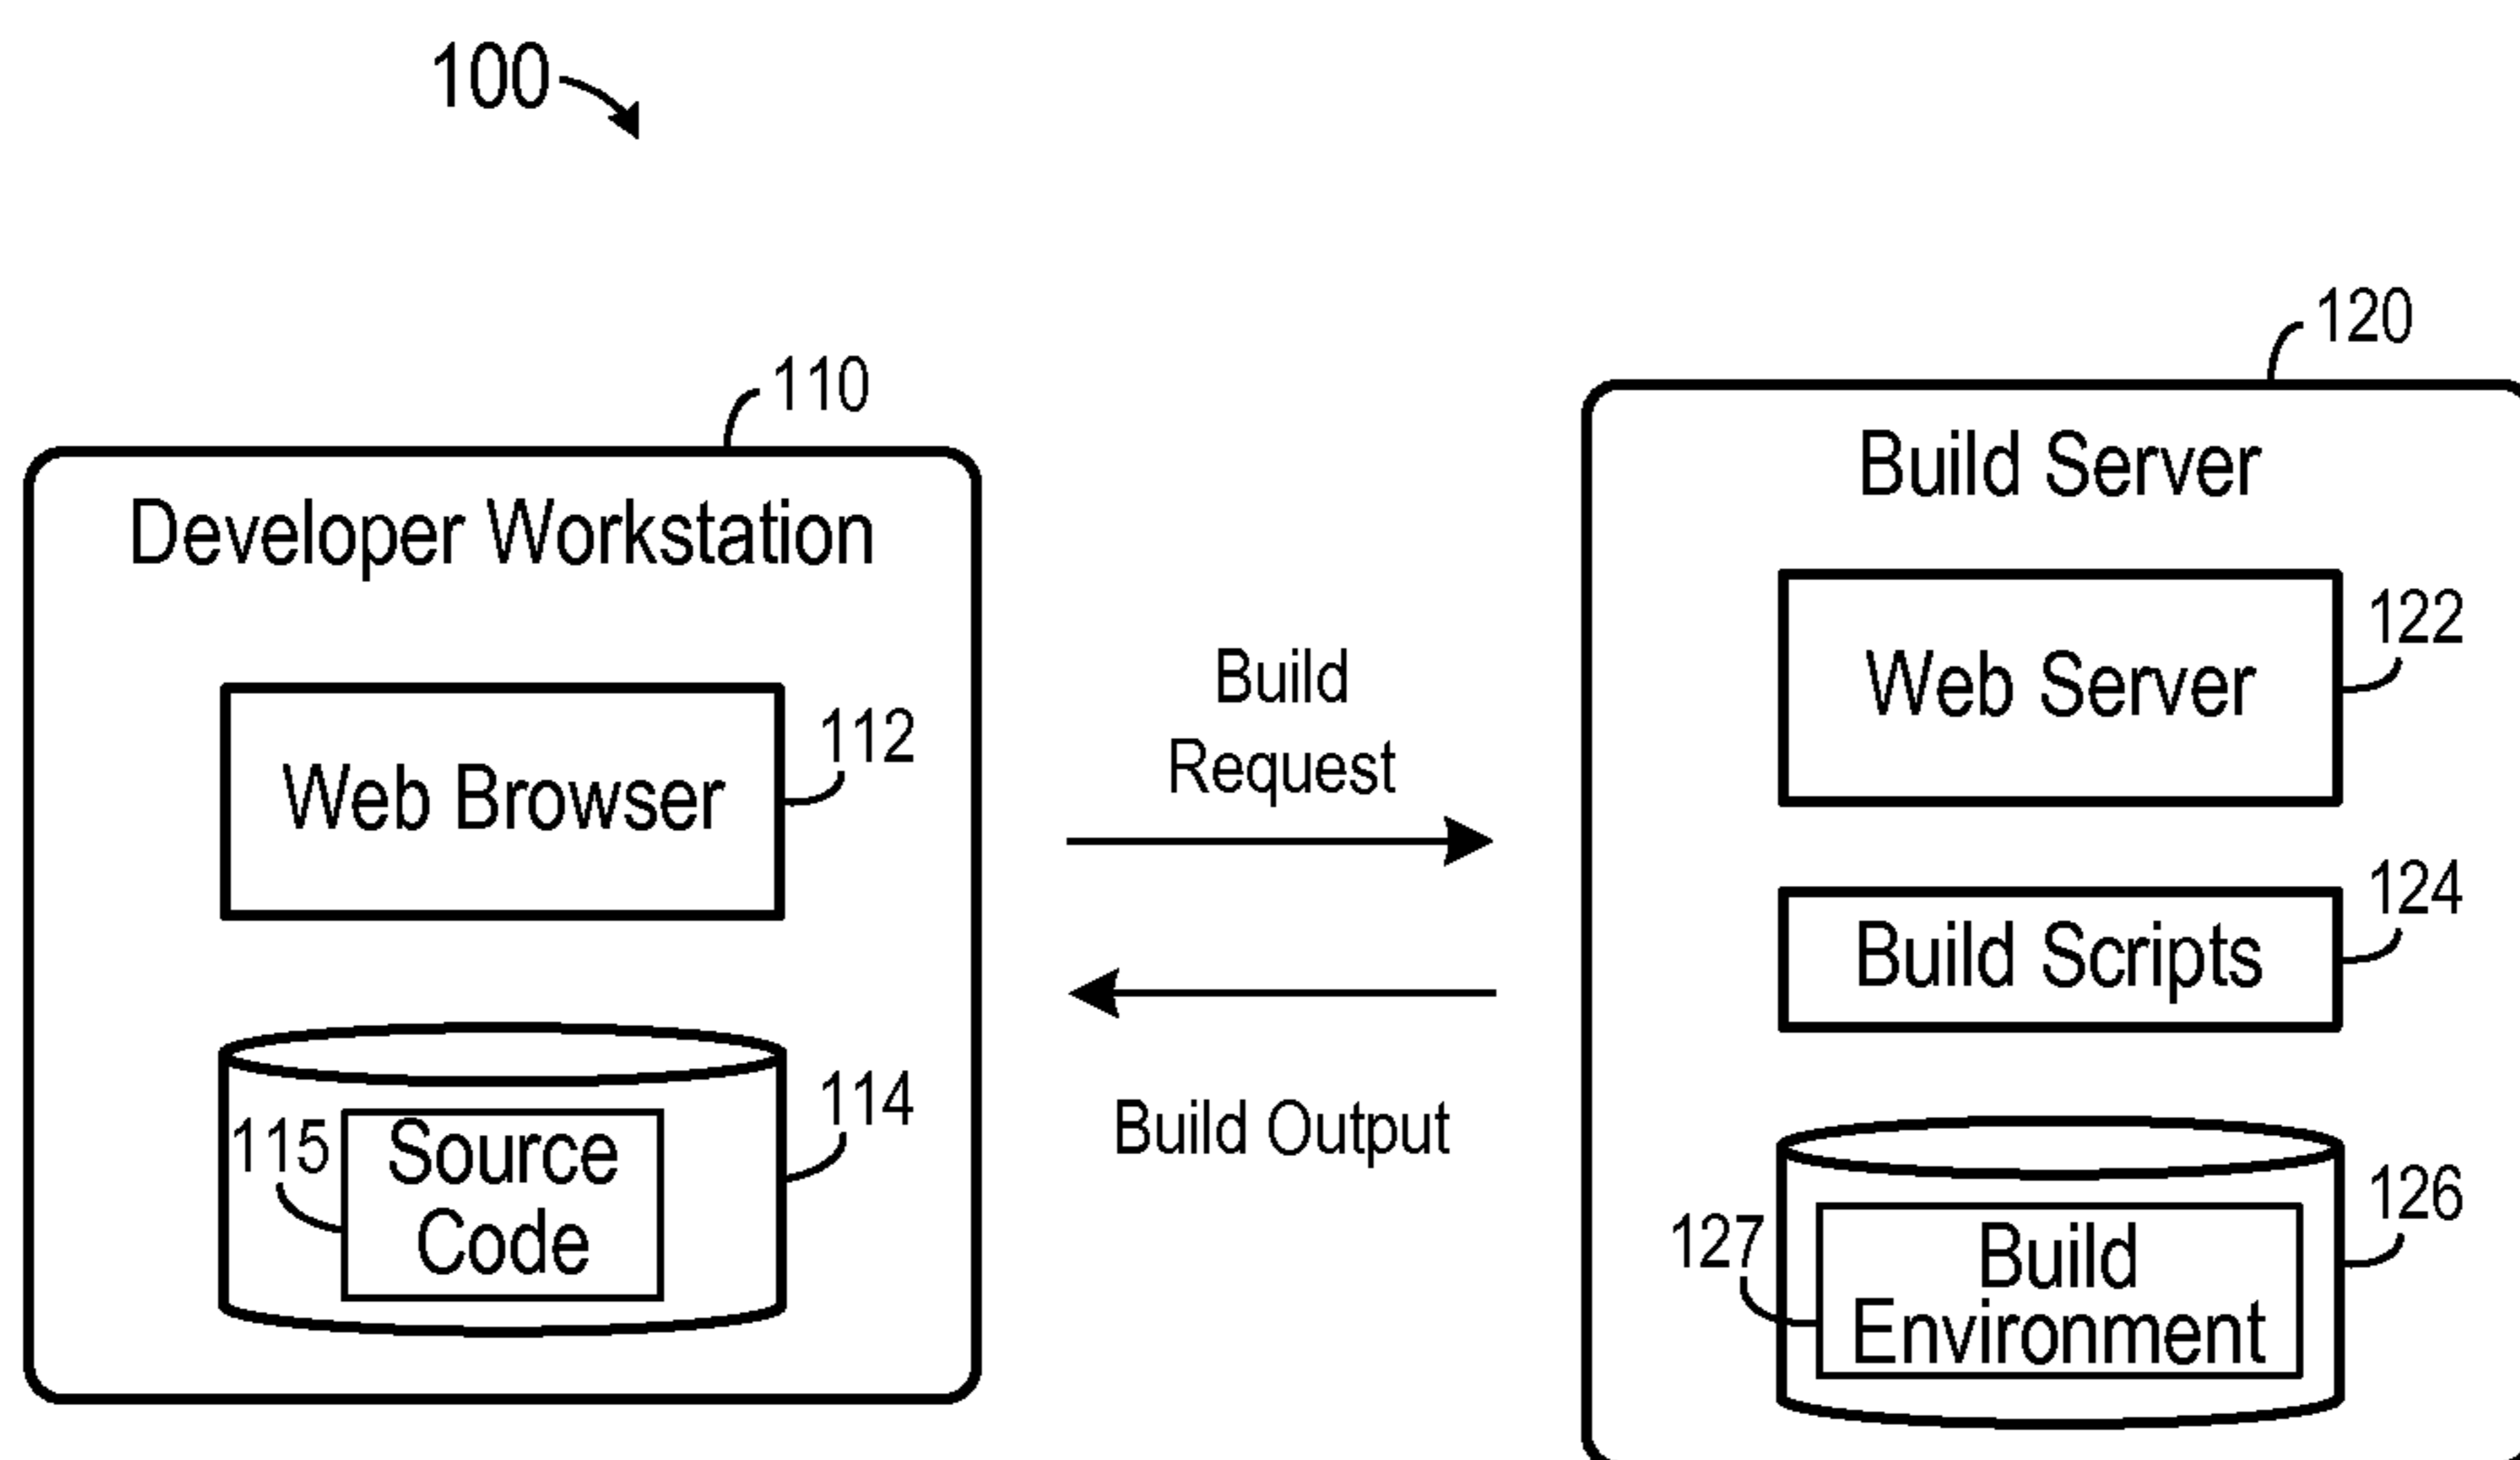 100
110
Developer Workstation
Web Browser
112
114
115
Source
Code
Build
Request
Build Output
120
Build Server
Web Server
122
Build Scripts
124
126
127
Build
Environment